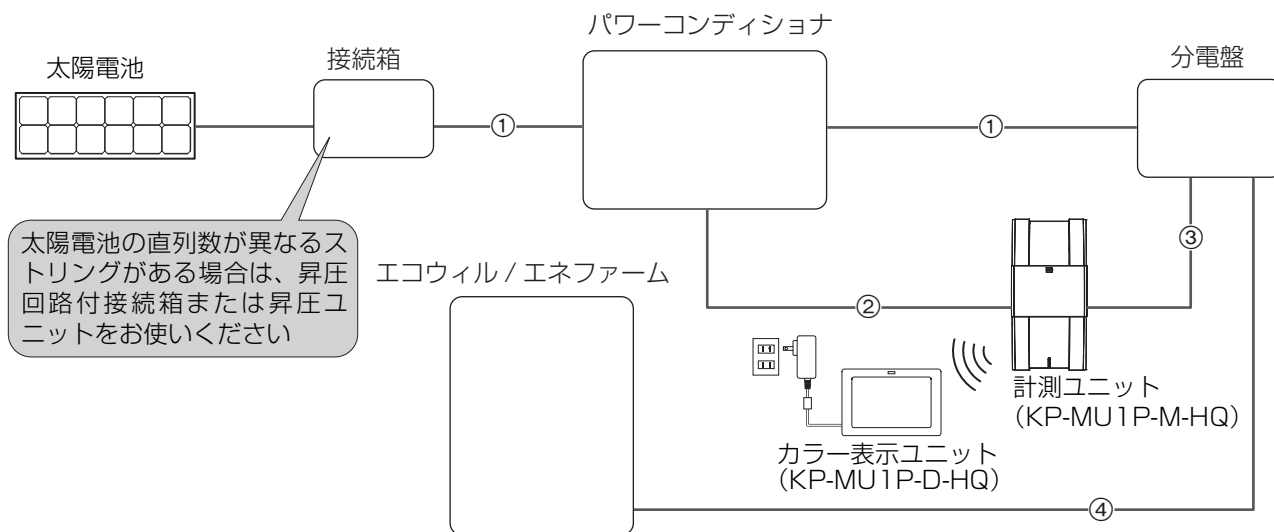 パワーコンディショナ
太陽電池
接続箱
分電盤
①
①
太陽電池の直列数が異なるス
トリングがある場合は、昇圧
回路付接続箱または昇圧ユ
ニットをお使いください
③
エコウィル / エネファーム
②
計測ユニット
（KP-MU1P-M-HQ）
カラー表示ユニット
（KP-MU1P-D-HQ）
④